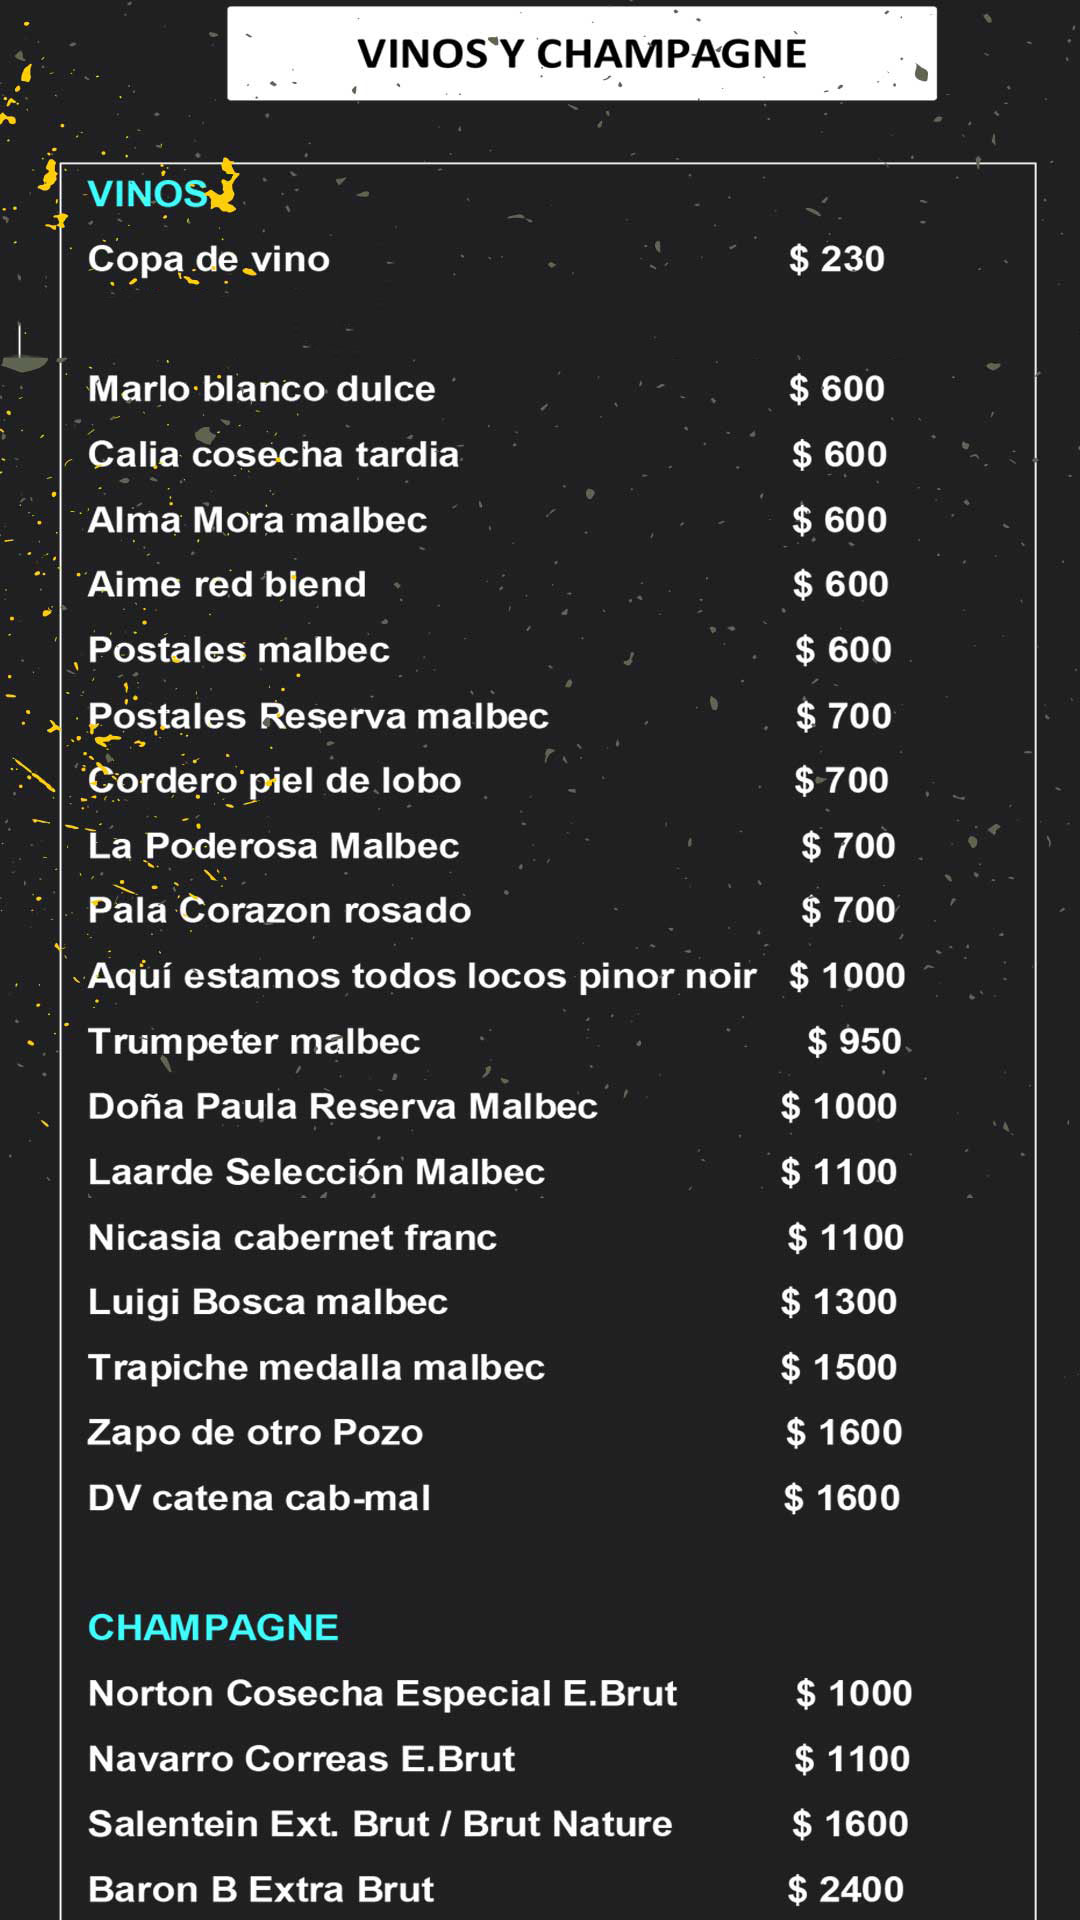 VINOS Y CHAMPAGNE
VINOS
Copa de vino $ 230
Marlo blanco dulce $ 600
Calia cosecha tardia $ 600
Alma Mora malbec $ 600
Aime red blend $ 600
Postales malbec $ 600
Postales Reserva malbec $ 700
Cordero piel de lobo $ 700
La Poderosa Malbec $ 700
Pala Corazon rosado $ 700
Aquí estamos todos locos pinor noir $ 1000
Trumpeter malbec $ 950
Doña Paula Reserva Malbec $ 1000
Laarde Selección Malbec $ 1100
Nicasia cabernet franc $ 1100
Luigi Bosca malbec $ 1300
Trapiche medalla malbec $ 1500
Zapo de otro Pozo $ 1600
DV catena cab-mal $ 1600
CHAMPAGNE
Norton Cosecha Especial E.Brut $ 1000
Navarro Correas E.Brut $ 1100
Salentein Ext. Brut / Brut Nature $ 1600
Baron B Extra Brut $ 2400